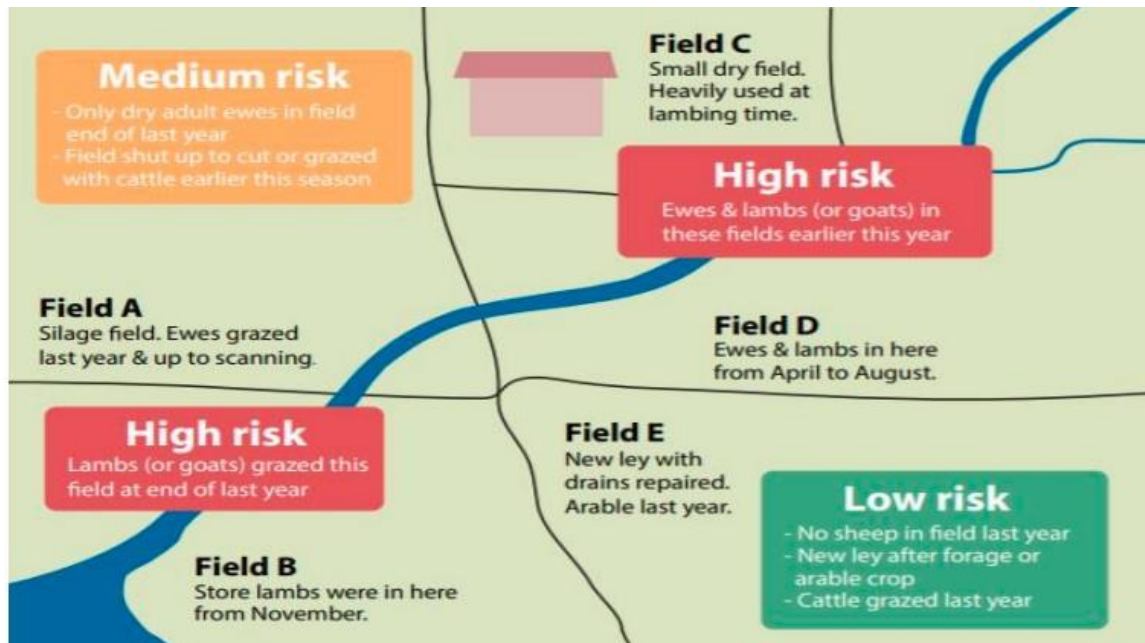 Medium risk
- Only dry adult ewes in field
end of last year
- Field shut up to cut or grazed
with cattle earlier this season
Field C
Small dry field.
Heavily used at
lambing time.
High risk
Ewes & lambs (or goats) in
these fields earlier this year
Field A
Silage field. Ewes grazed
last year & up to scanning.
Field D
Ewes & lambs in here
from April to August.
High risk
Lambs (or goats) grazed this
field at end of last year
Field E
New ley with
drains repaired.
Arable last year.
Low risk
- No sheep in field last year
- New ley after forage or
arable crop
- Cattle grazed last year
Field B
Store lambs were in here
from November.